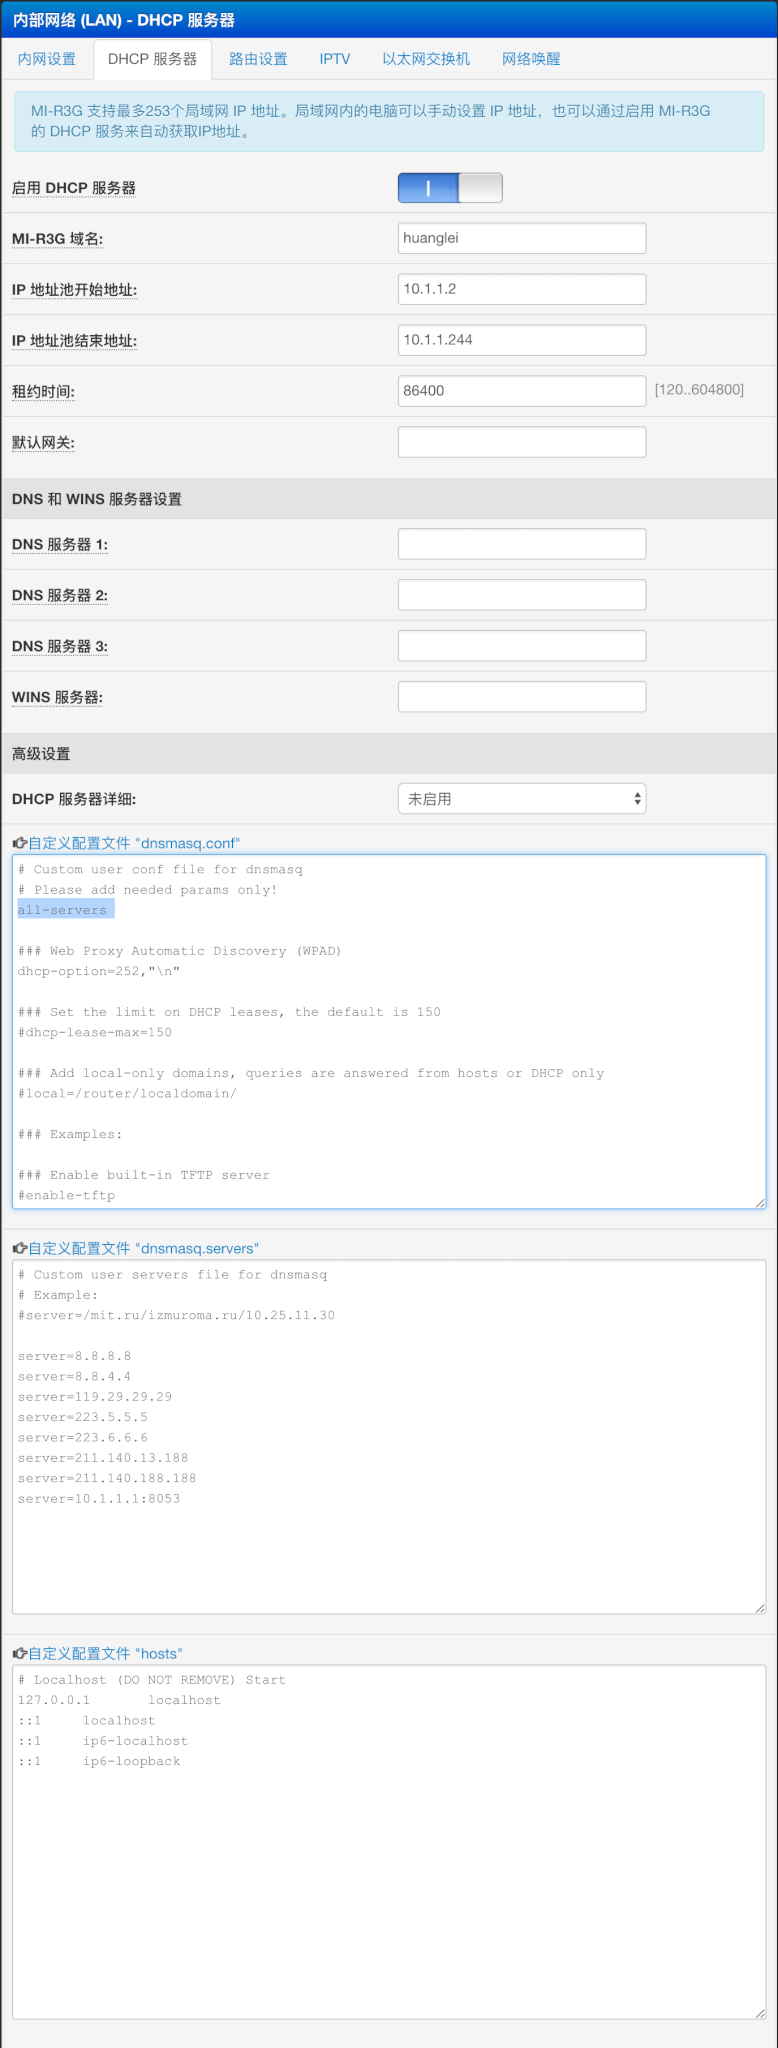 内部网络 (LAN) - DHCP 服务器
内网设置 DHCP 服务器 路由设置 IPTV 以太网交换机 网络唤醒
MI-R3G 支持最多253个局域网 IP 地址。局域网内的电脑可以手动设置 IP 地址，也可以通过启用 MI-R3G
的 DHCP 服务来自动获取IP地址。
启用 DHCP 服务器
MI-R3G 域名: huanglei
IP 地址池开始地址: 10.1.1.2
IP 地址池结束地址: 10.1.1.244
租约时间: 86400 [120..604800]
默认网关:
DNS 和 WINS 服务器设置
DNS 服务器 1:
DNS 服务器 2:
DNS 服务器 3:
WINS 服务器:
高级设置
DHCP 服务器详细: 未启用
自定义配置文件 "dnsmasq.conf"
# Custom user conf file for dnsmasq
# Please add needed params only!
all-servers
### Web Proxy Automatic Discovery (WPAD)
dhcp-option=252,"\n"
### Set the limit on DHCP leases, the default is 150
#dhcp-lease-max=150
### Add local-only domains, queries are answered from hosts or DHCP only
#local=/router/localdomain/
### Examples:
### Enable built-in TFTP server
#enable-tftp
自定义配置文件 "dnsmasq.servers"
# Custom user servers file for dnsmasq
# Example:
#server=/mit.ru/izmuroma.ru/10.25.11.30
server=8.8.8.8
server=8.8.4.4
server=119.29.29.29
server=223.5.5.5
server=223.6.6.6
server=211.140.13.188
server=211.140.188.188
server=10.1.1.1:8053
自定义配置文件 "hosts"
# Localhost (DO NOT REMOVE) Start
127.0.0.1 localhost
::1 localhost
::1 ip6-localhost
::1 ip6-loopback